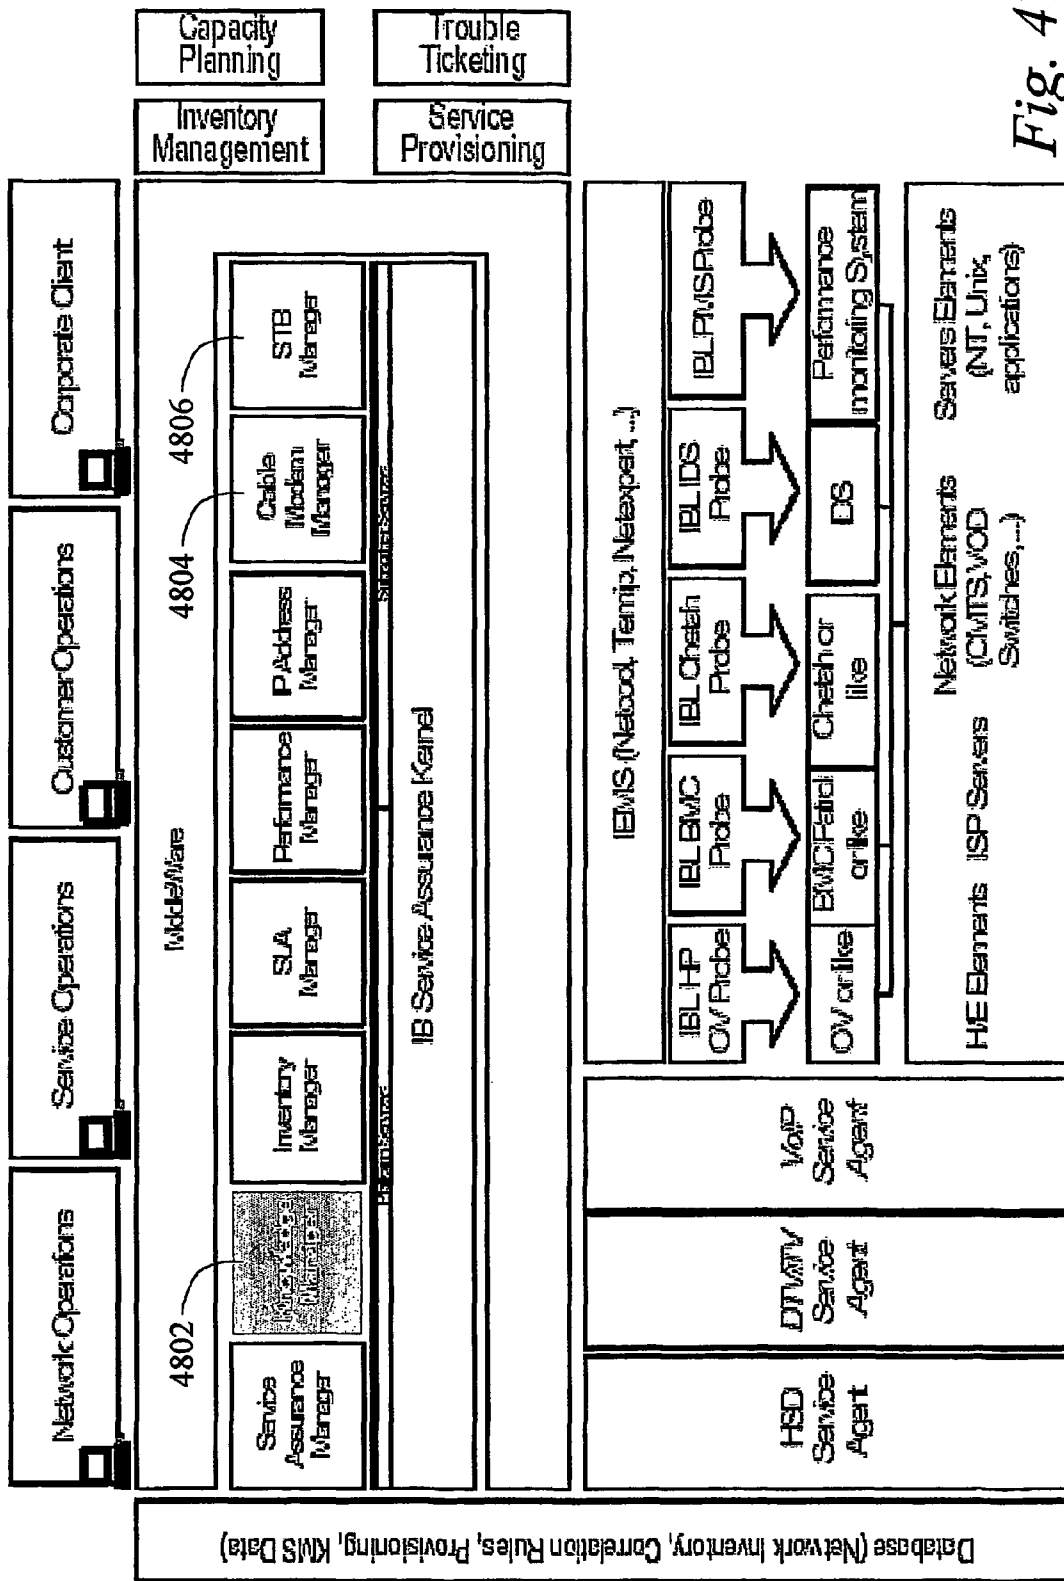 Network Operations
Service Operations
Customer Operations
Corporate Client
MiddleWare
4802
4804
4806
Service
Assurance
Manager
Knowledge
Manager
Inventory
Manager
SLA
Manager
Performance
Manager
IP Address
Manager
Cable
Modem
Manager
STB
Manager
IB Service Assurance Kernel
Inventory
Management
Capacity
Planning
Service
Provisioning
Trouble
Ticketing
Database (Network Inventory, Correlation Rules, Provisioning, KMS Data)
HSD
Service
Agent
DTV/ITV
Service
Agent
VoIP
Service
Agent
IEMS (Netcool, Temip, Netexpert, ...)
IBL HP
OV Probe
IBL BMC
Probe
IBL Chetah
Probe
IBL IDS
Probe
IBL PMS Probe
OV or like
BMC Patrol
or like
Chetah or
like
IDS
Performance
monitoring System
H/E Elements
ISP Servers
Network Elements
(CMTS, VOD
Switches, ...)
Servers Elements
(NT, Unix,
applications)
Fig. 4